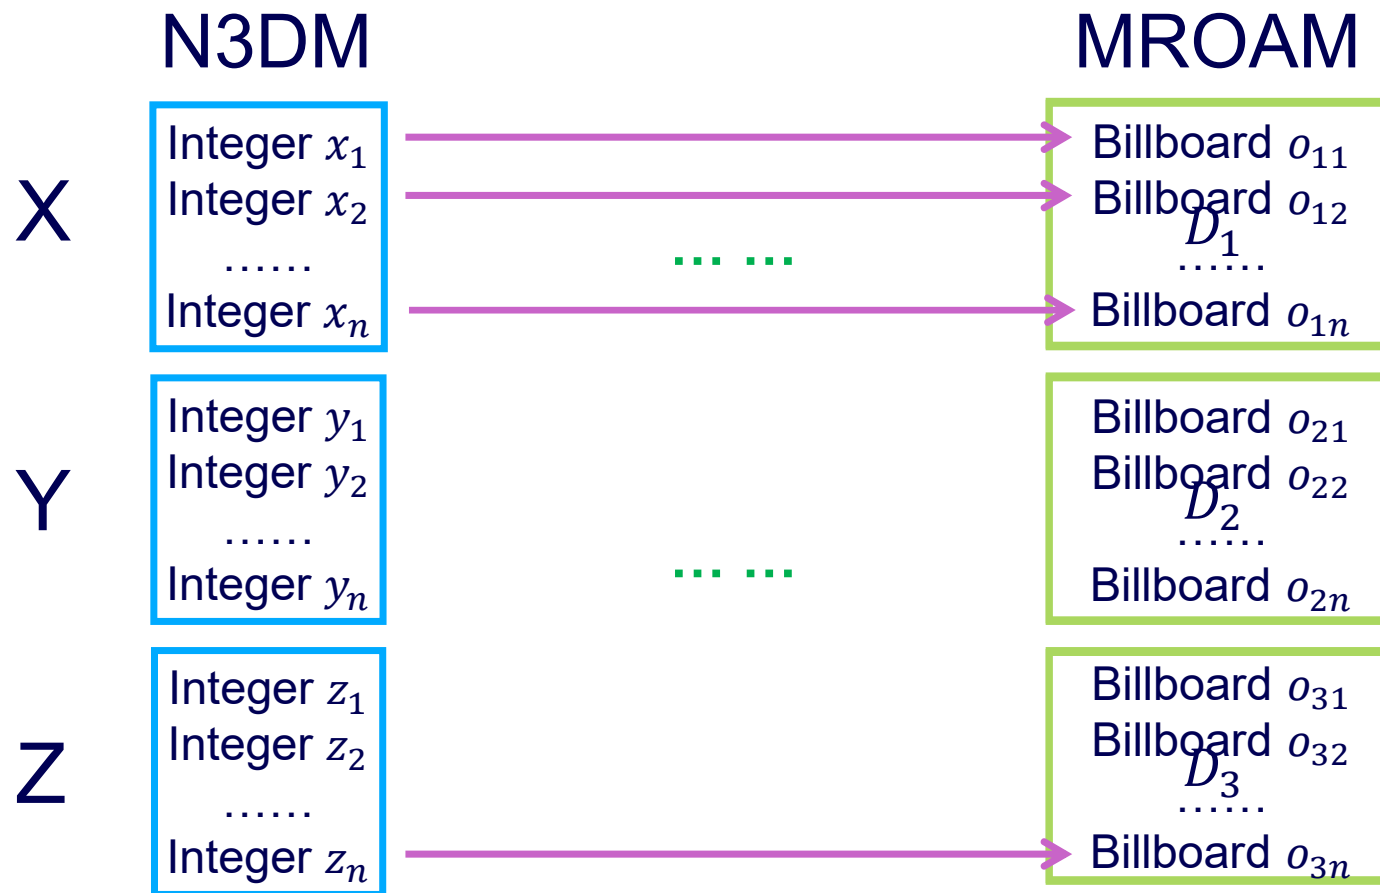 N3DM MROAM
X
Integer x₁
Integer x₂
......
Integer xₙ
... ...
Billboard o₁₁
Billboard o₁₂
D₁
......
Billboard o₁ₙ
Y
Integer y₁
Integer y₂
......
Integer yₙ
... ...
Billboard o₂₁
Billboard o₂₂
D₂
......
Billboard o₂ₙ
Z
Integer z₁
Integer z₂
......
Integer zₙ
Billboard o₃₁
Billboard o₃₂
D₃
......
Billboard o₃ₙ